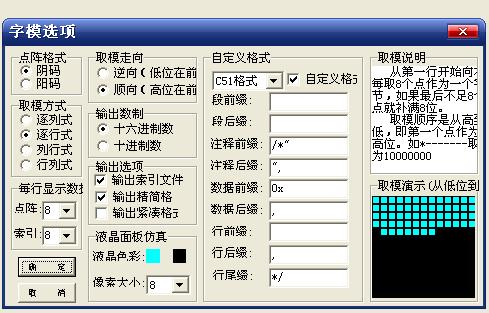 字模选项
点阵格式
阴码
阳码
取模方式
逐列式
逐行式
列行式
行列式
每行显示数据
点阵:8
索引:8
确 定
取 消
取模走向
逆向(低位在前
顺向(高位在前
输出数制
十六进制数
十进制数
输出选项
输出索引文件
输出精简格
输出紧凑格式
液晶面板仿真
液晶色彩:
像素大小:8
自定义格式
C51格式
自定义格式
段前缀:
段后缀:
注释前缀: /*"
注释后缀: ",
数据前缀: 0x
数据后缀: ,
行前缀:
行后缀: ,
行尾缀: */
取模说明
从第一行开始向
每取8个点作为一个字
节，如果最后不足8个
点就补满8位。
取模顺序是从高
低，即第一个点作为
高位。如*-------取
为10000000
取模演示(从低位到